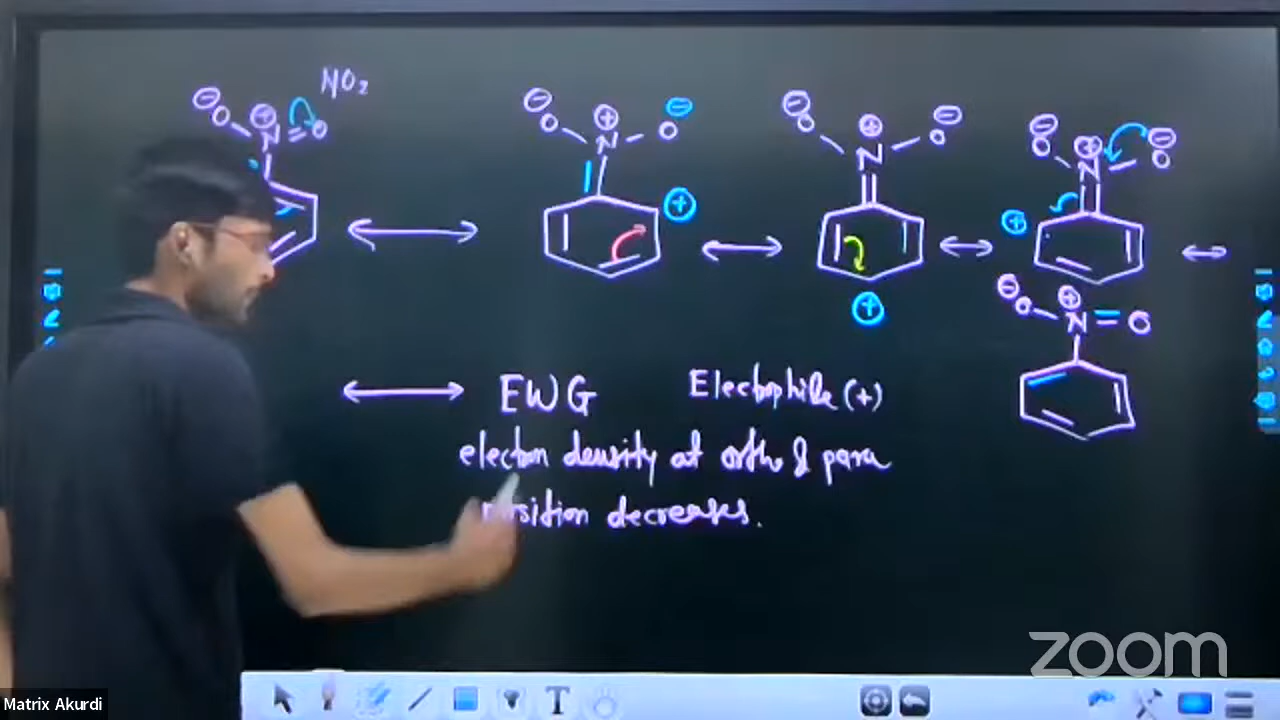 NO₂
⊖ O N ⊕ O
⊖ O N ⊕ O ⊖
⊕
⊖ O N ⊕ O ⊖
⊕
⊖ O N ⊕ O ⊖
⊕
⊖ O N ⊕ O
EWG Electrophile (+)
electron density at ortho & para
position decreases.
zoom
Matrix Akurdi
T